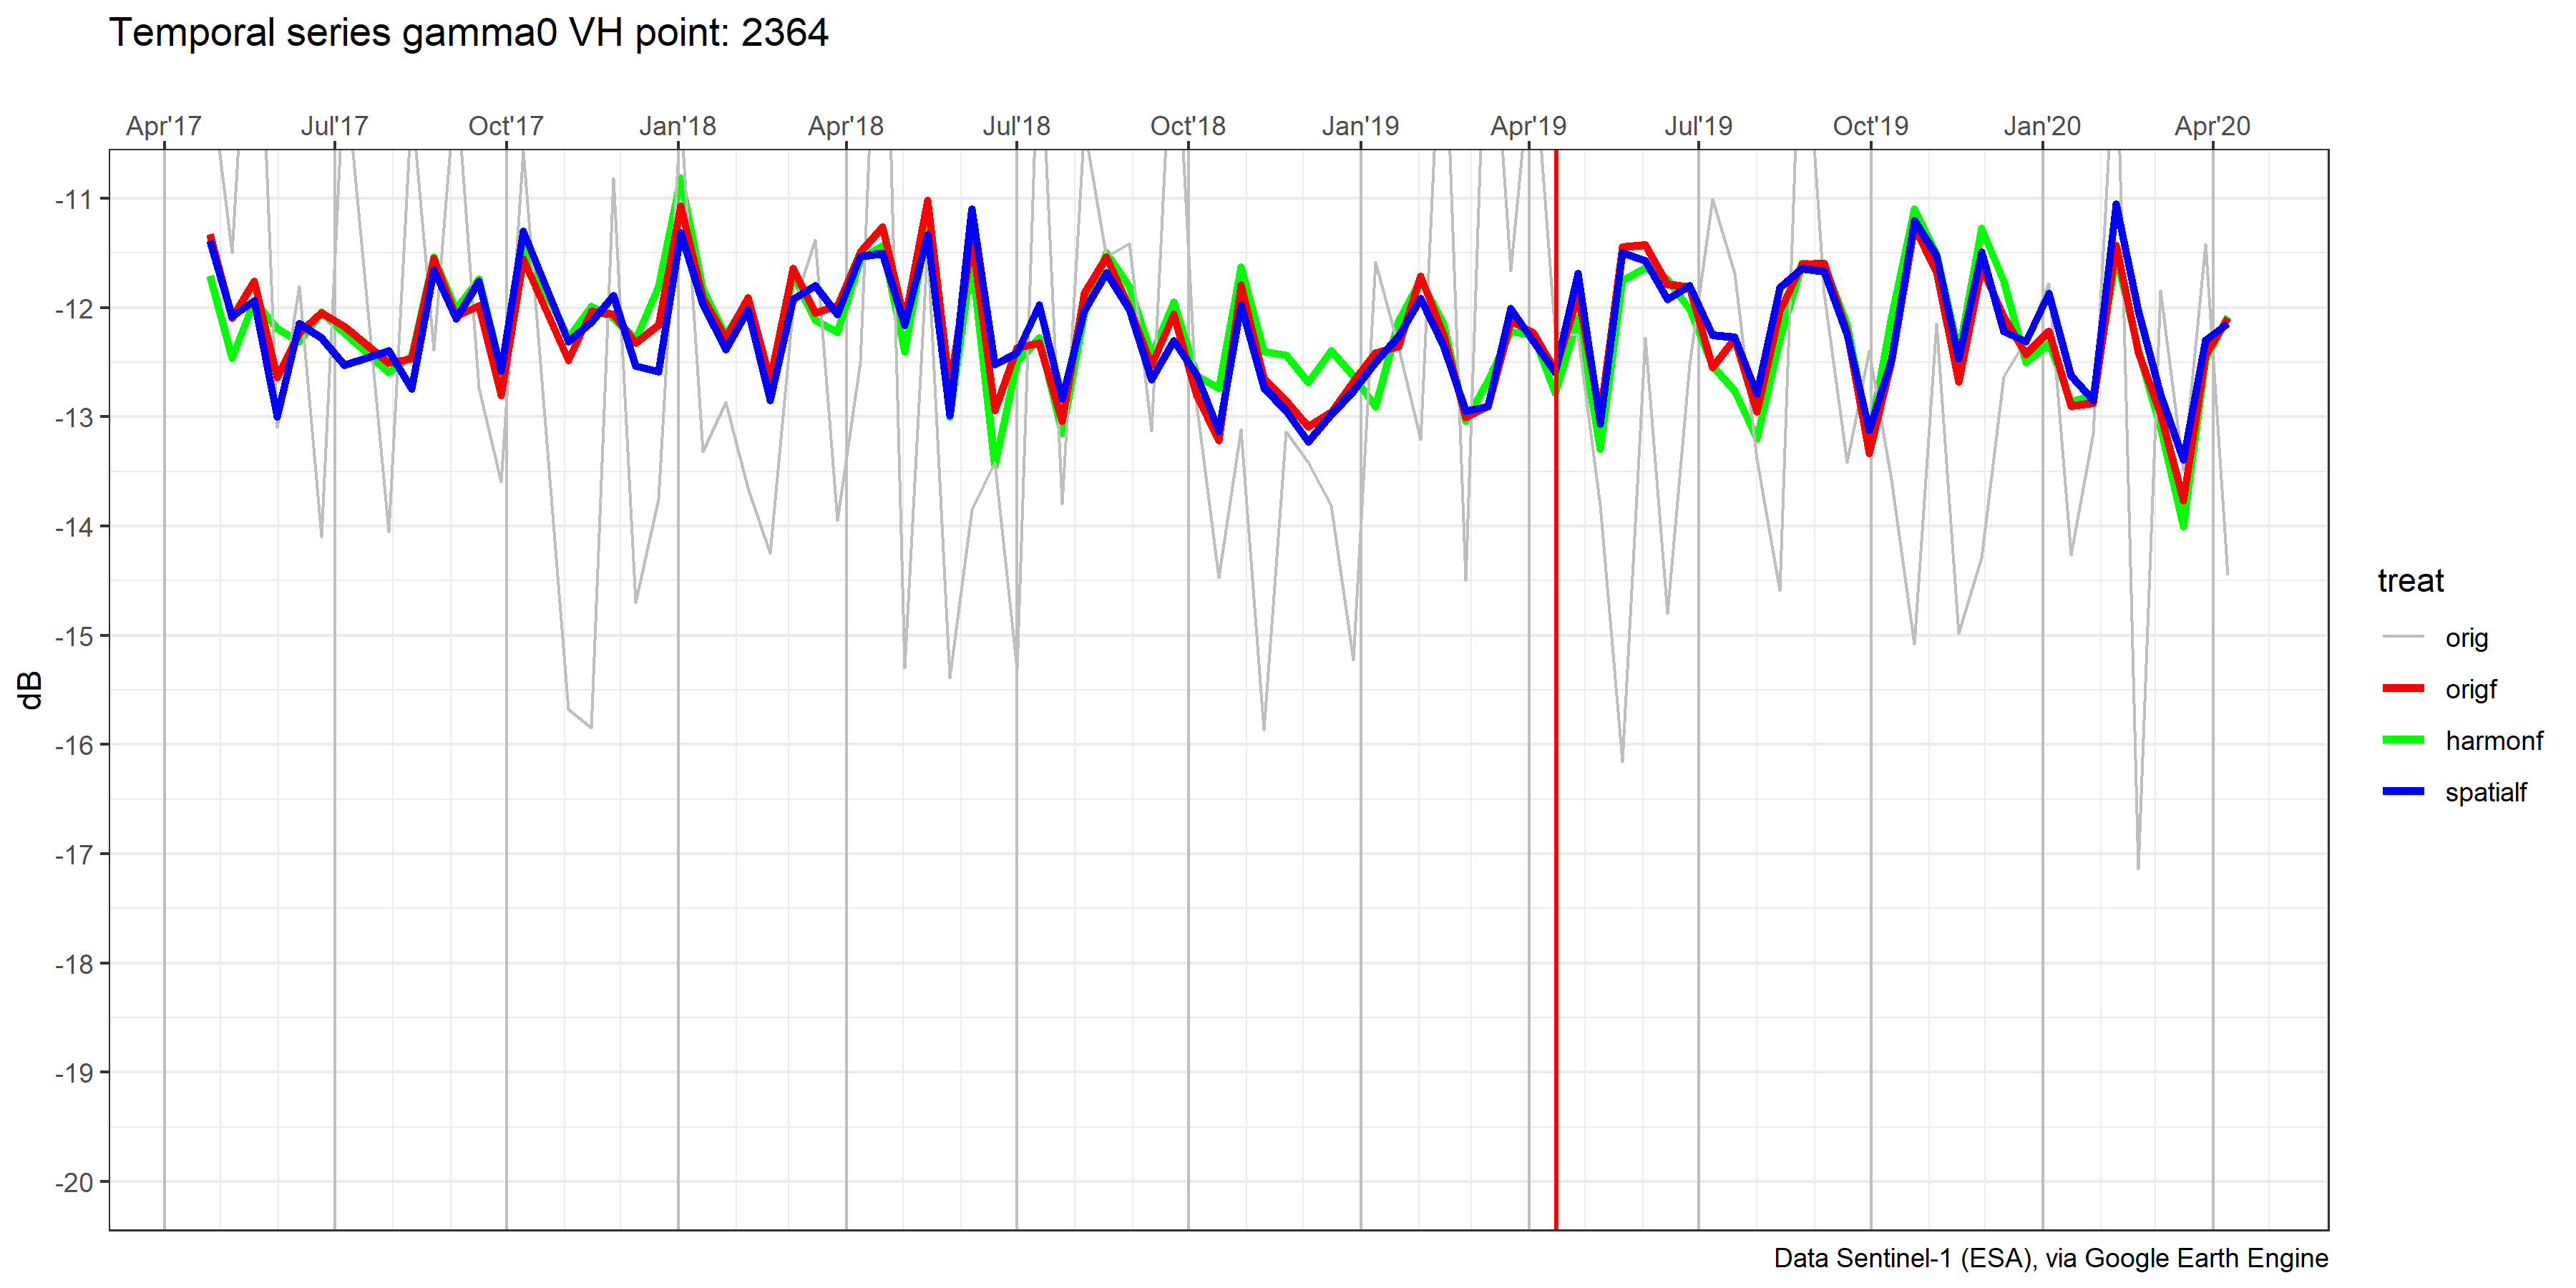 Temporal series gamma0 VH point: 2364
Apr'17 Jul'17 Oct'17 Jan'18 Apr'18 Jul'18 Oct'18 Jan'19 Apr'19 Jul'19 Oct'19 Jan'20 Apr'20
-11
-12
-13
-14
-15
-16
-17
-18
-19
-20
dB
treat
orig
origf
harmonf
spatialf
Data Sentinel-1 (ESA), via Google Earth Engine